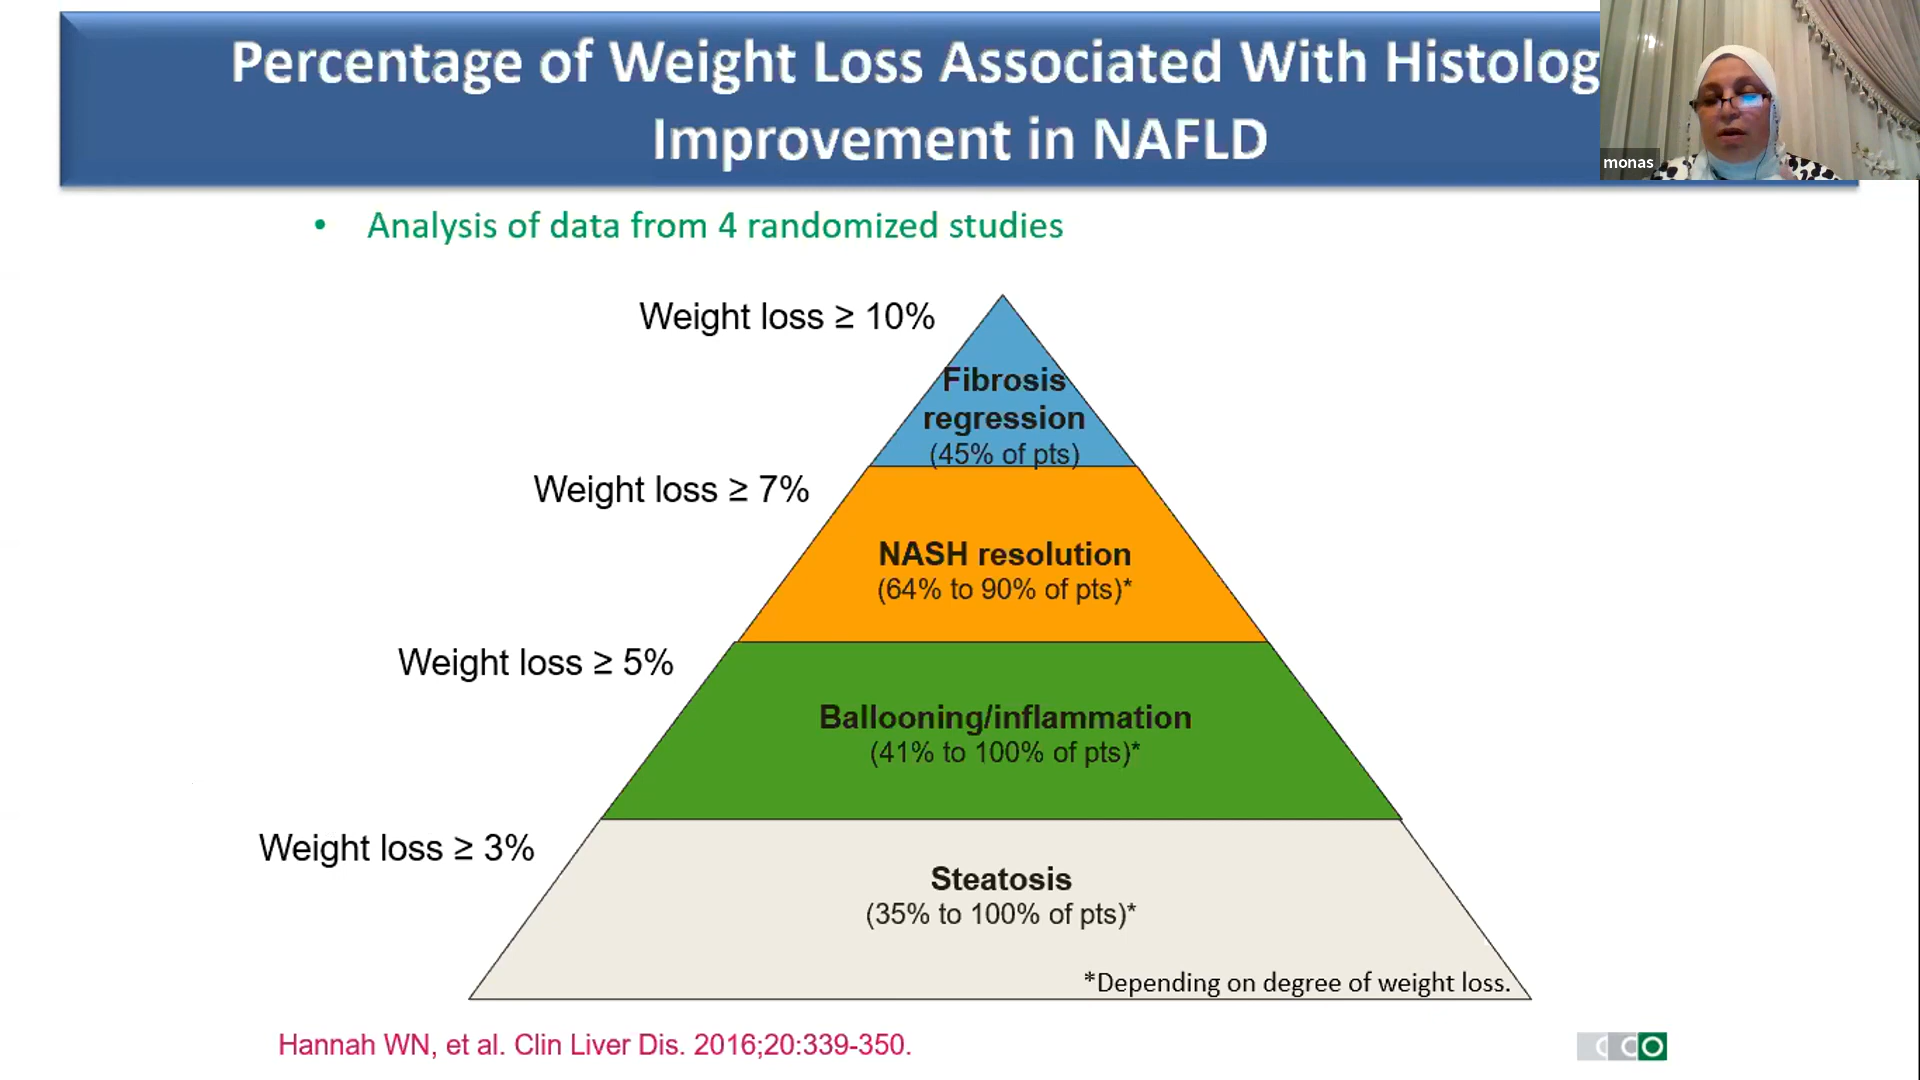 Percentage of Weight Loss Associated With Histolog
Improvement in NAFLD
monas
• Analysis of data from 4 randomized studies
Weight loss ≥ 10%
Fibrosis
regression
(45% of pts)
Weight loss ≥ 7%
NASH resolution
(64% to 90% of pts)*
Weight loss ≥ 5%
Ballooning/inflammation
(41% to 100% of pts)*
Weight loss ≥ 3%
Steatosis
(35% to 100% of pts)*
*Depending on degree of weight loss.
Hannah WN, et al. Clin Liver Dis. 2016;20:339-350.
CCO